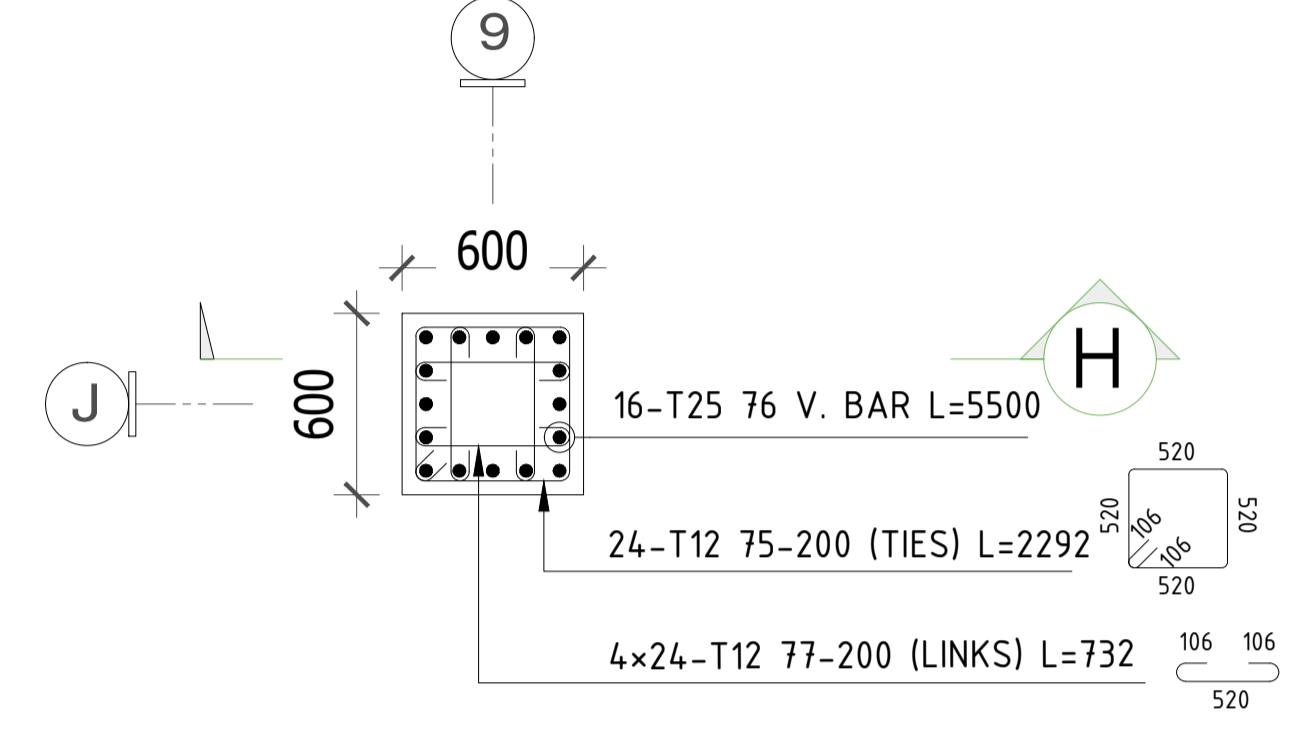 9
600
600
J
H
16-T25 76 V. BAR L=5500
520
520
520
106
106
520
24-T12 75-200 (TIES) L=2292
4×24-T12 77-200 (LINKS) L=732
106 106
520